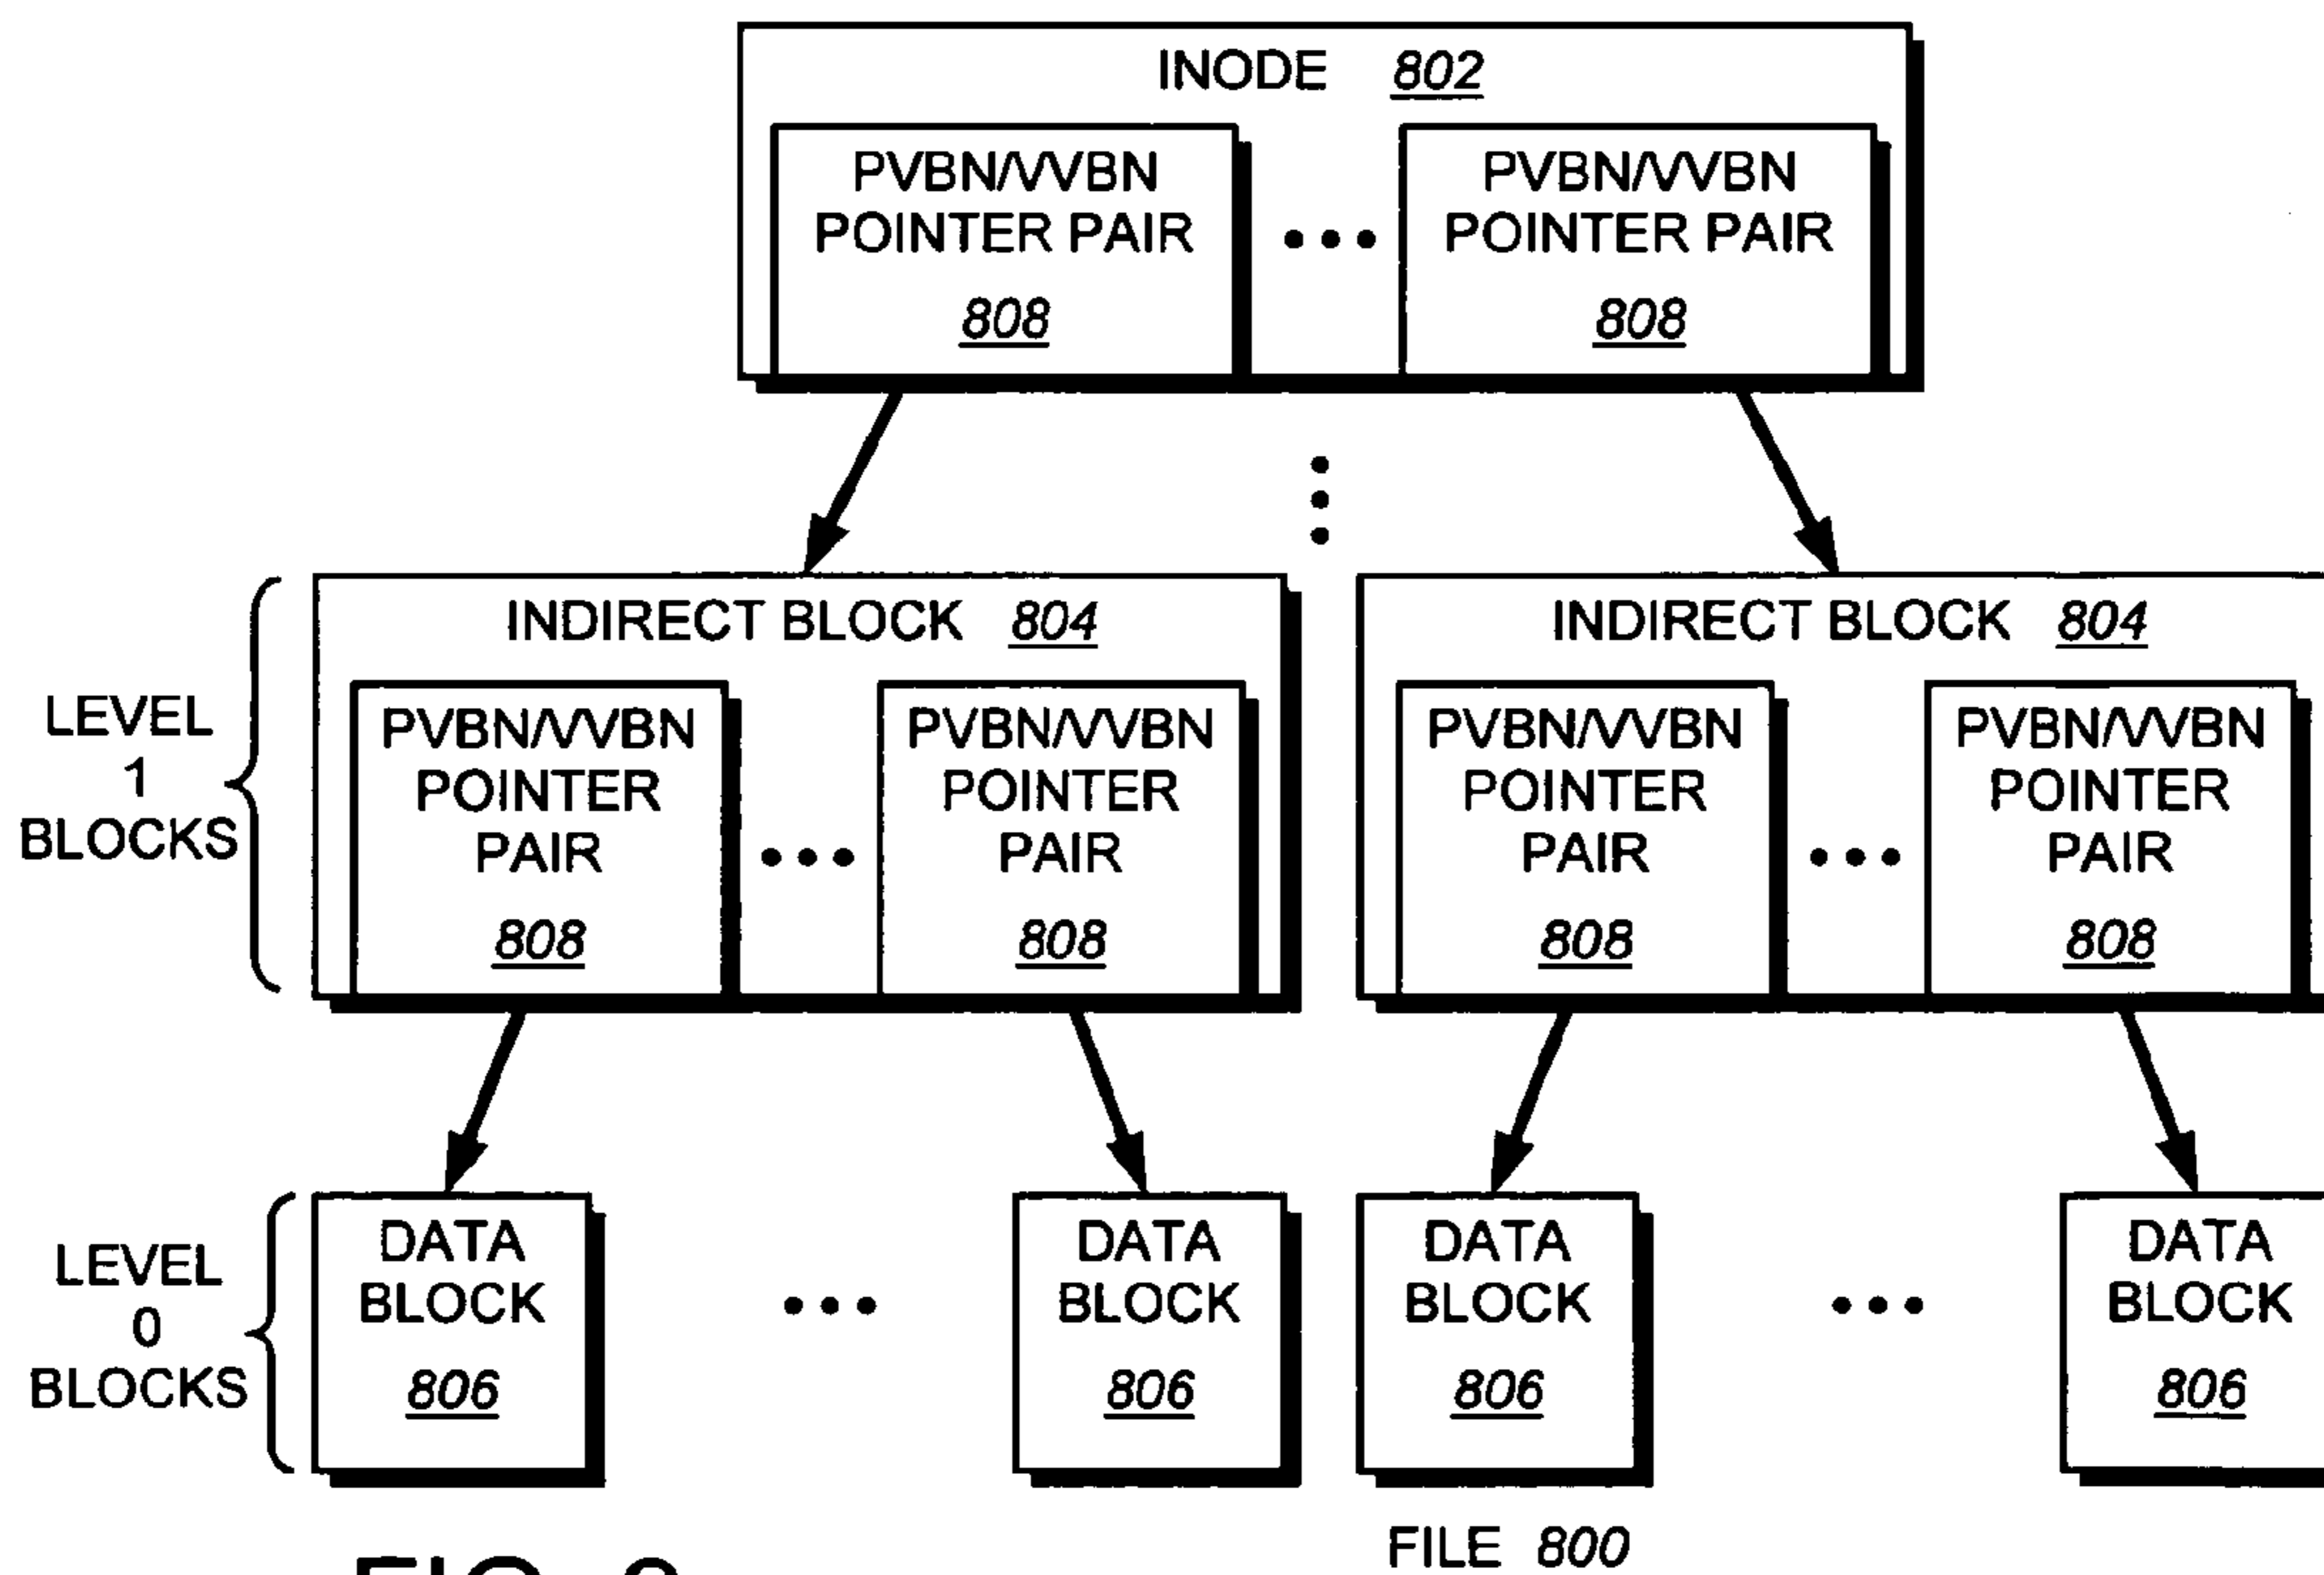 INODE 802
PVBN/VVBN
POINTER PAIR
808
PVBN/VVBN
POINTER PAIR
808
LEVEL
1
BLOCKS
INDIRECT BLOCK 804
PVBN/VVBN
POINTER
PAIR
808
PVBN/VVBN
POINTER
PAIR
808
INDIRECT BLOCK 804
PVBN/VVBN
POINTER
PAIR
808
PVBN/VVBN
POINTER
PAIR
808
LEVEL
0
BLOCKS
DATA
BLOCK
806
DATA
BLOCK
806
DATA
BLOCK
806
DATA
BLOCK
806
FILE 800
FIG.